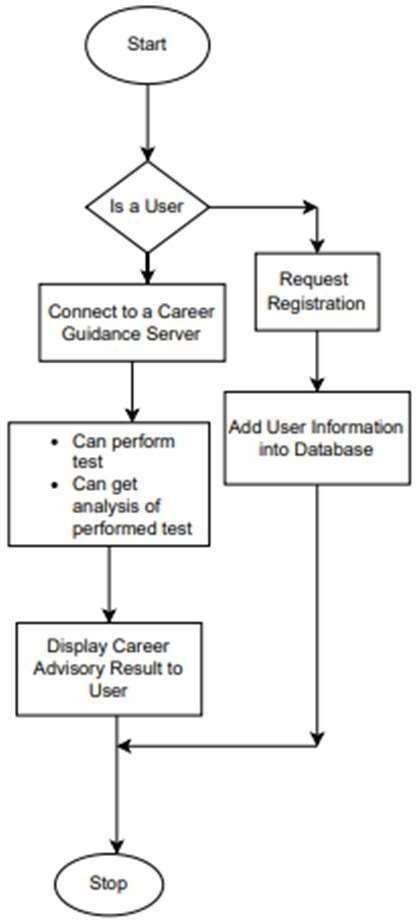 Start
Is a User
Request
Registration
Connect to a Career
Guidance Server
Add User Information
into Database
• Can perform
test
• Can get
analysis of
performed test
Display Career
Advisory Result to
User
Stop